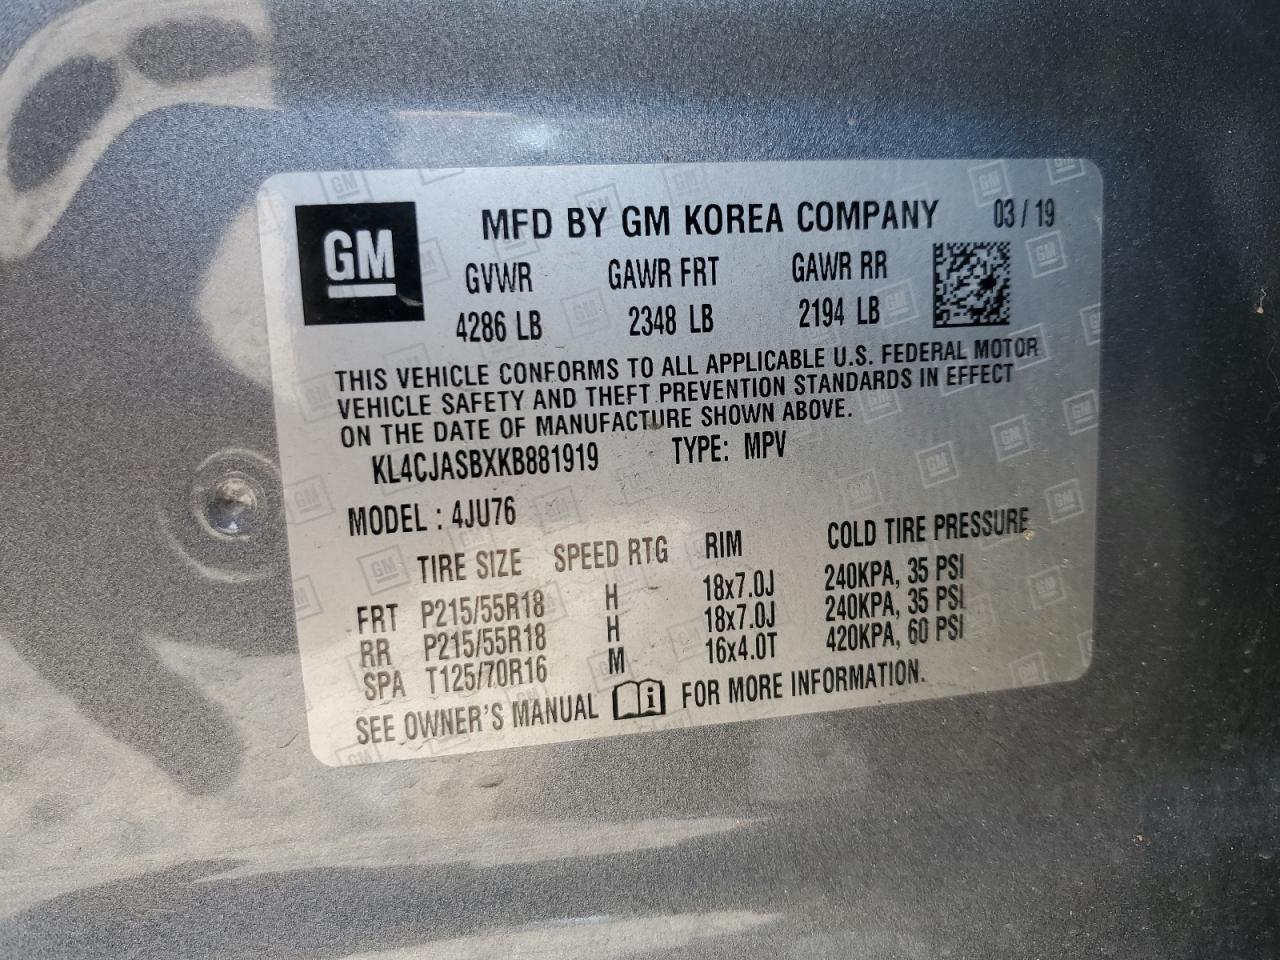 GM
MFD BY GM KOREA COMPANY 03 / 19
GVWR GAWR FRT GAWR RR
4286 LB 2348 LB 2194 LB
THIS VEHICLE CONFORMS TO ALL APPLICABLE U.S. FEDERAL MOTOR
VEHICLE SAFETY AND THEFT PREVENTION STANDARDS IN EFFECT
ON THE DATE OF MANUFACTURE SHOWN ABOVE.
KL4CJASBXKB881919 TYPE: MPV
MODEL : 4JU76
TIRE SIZE SPEED RTG RIM COLD TIRE PRESSURE
FRT P215/55R18 H 18x7.0J 240KPA, 35 PSI
RR P215/55R18 H 18x7.0J 240KPA, 35 PSI
SPA T125/70R16 M 16x4.0T 420KPA, 60 PSI
SEE OWNER'S MANUAL i FOR MORE INFORMATION.